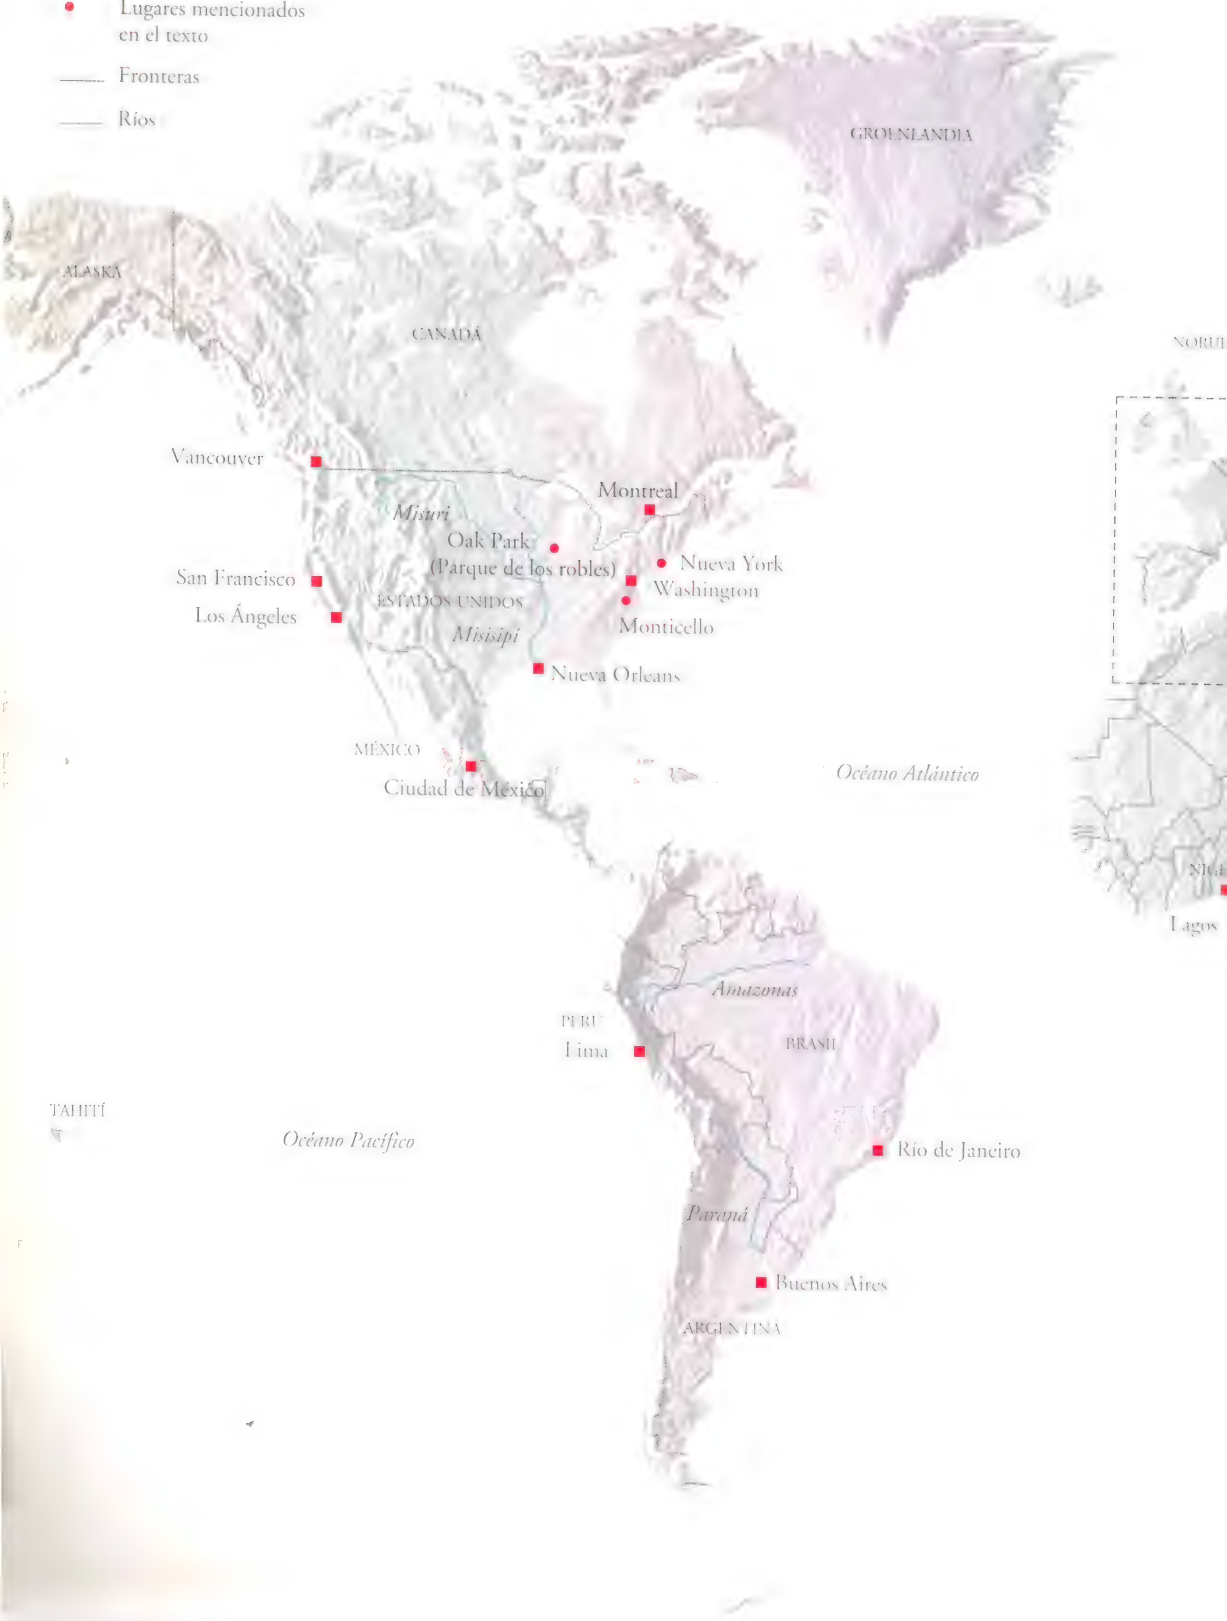 Lugares mencionados
en el texto
Fronteras
Ríos
GROENLANDIA
ALASKA
CANADÁ
Vancouver
Montreal
Misuri
Oak Park
(Parque de los robles)
Nueva York
San Francisco
Washington
ESTADOS UNIDOS
Los Ángeles
Monticello
Misisipí
Nueva Orleans
MÉXICO
Océano Atlántico
Ciudad de México
Lagos
Amazonas
PERÚ
BRASIL
Lima
TAHITÍ
Océano Pacífico
Río de Janeiro
Paraná
Buenos Aires
ARGENTINA